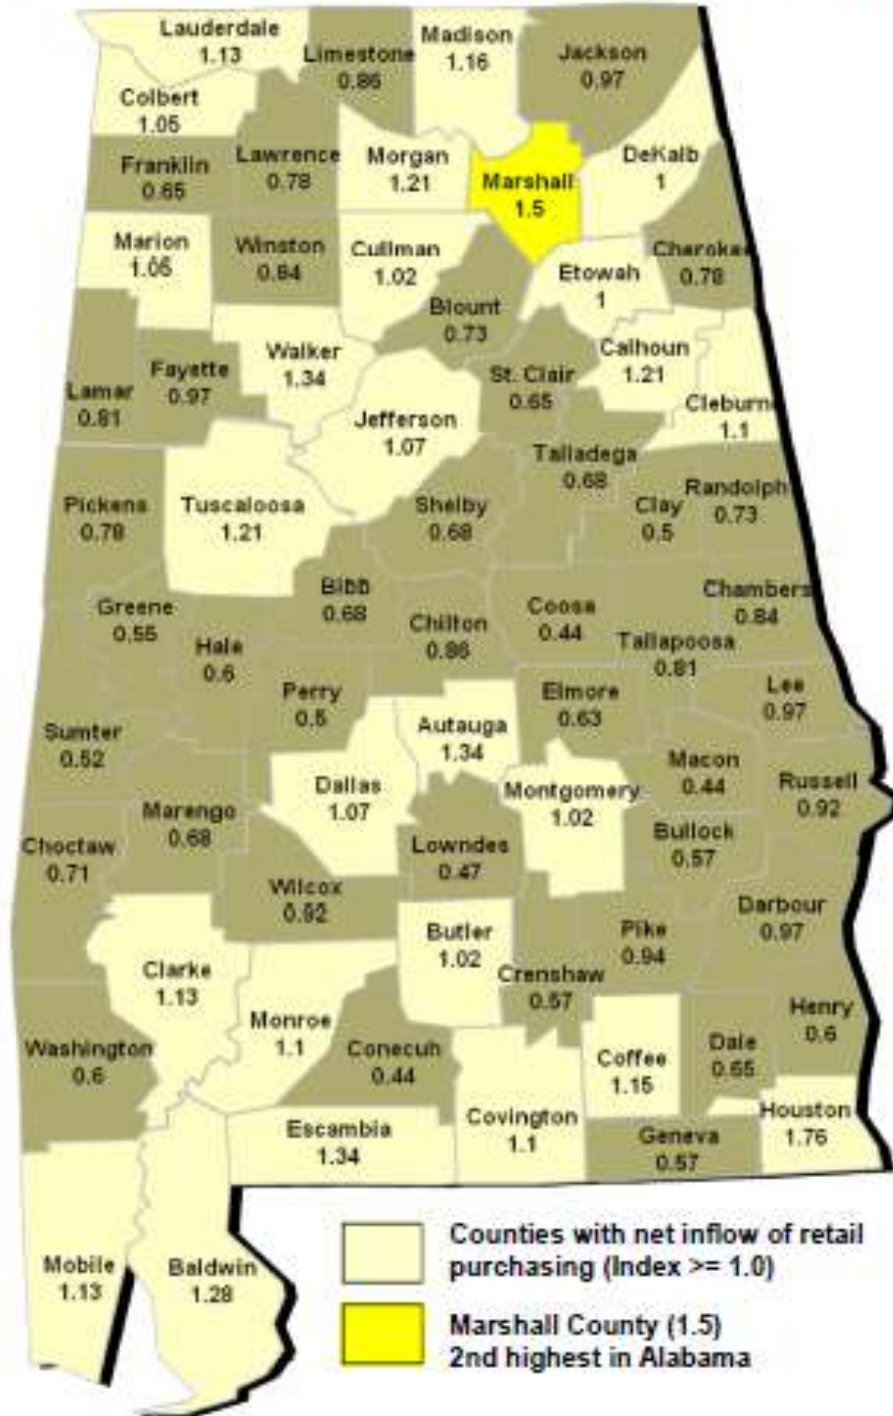 Lauderdale
1.13
Limestone
0.86
Madison
1.16
Jackson
0.97
Colbert
1.05
Franklin
0.65
Lawrence
0.78
Morgan
1.21
Marshall
1.5
DeKalb
1
Marion
1.05
Winston
0.84
Cullman
1.02
Etowah
1
Cherokee
0.78
Blount
0.73
Lamar
0.81
Fayette
0.97
Walker
1.34
St. Clair
0.65
Calhoun
1.21
Cleburn
1.1
Jefferson
1.07
Talladega
0.68
Pickens
0.78
Tuscaloosa
1.21
Shelby
0.68
Clay
0.5
Randolph
0.73
Greene
0.55
Hale
0.6
Bibb
0.68
Chilton
0.86
Coosa
0.44
Chambers
0.84
Tallapoosa
0.81
Perry
0.5
Elmore
0.63
Lee
0.97
Sumter
0.52
Autauga
1.34
Dallas
1.07
Montgomery
1.02
Macon
0.44
Russell
0.92
Marengo
0.68
Choctaw
0.71
Lowndes
0.47
Bullock
0.57
Wilcox
0.92
Butler
1.02
Pike
0.94
Darbour
0.97
Clarke
1.13
Crenshaw
0.57
Monroe
1.1
Conecuh
0.44
Coffee
1.15
Dale
0.65
Henry
0.6
Washington
0.6
Escambia
1.34
Covington
1.1
Geneva
0.57
Houston
1.76
Mobile
1.13
Baldwin
1.28
Counties with net inflow of retail
purchasing (Index >= 1.0)
Marshall County (1.5)
2nd highest in Alabama